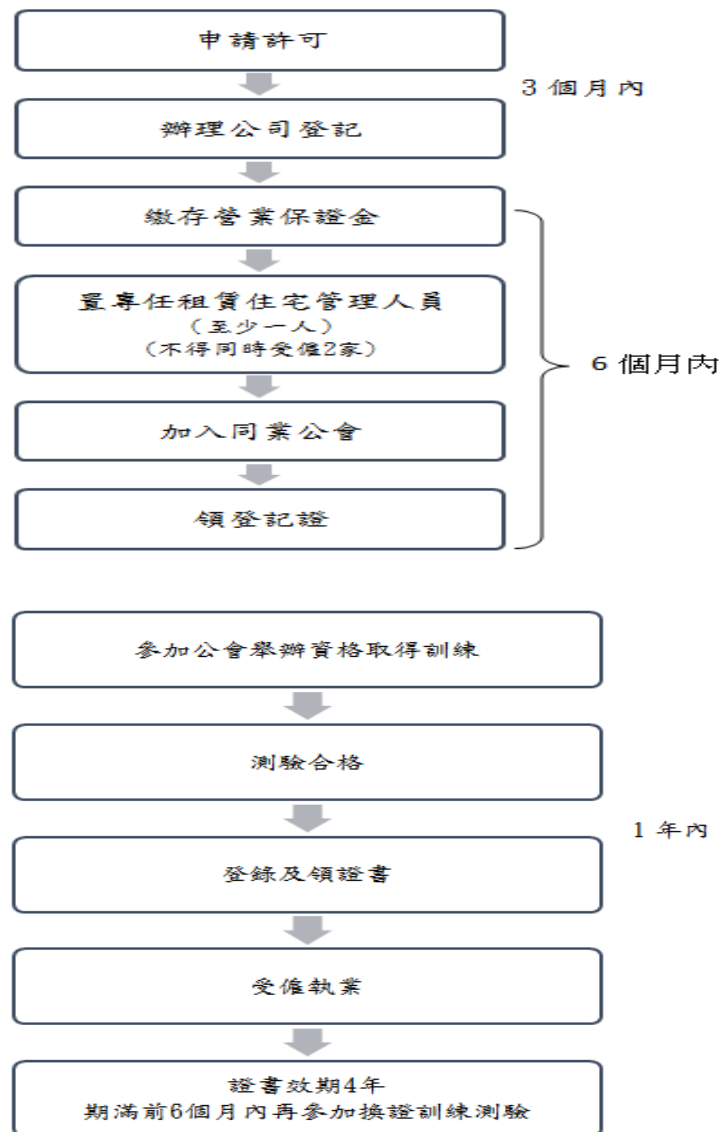 申請許可
3 個月內
辦理公司登記
繳存營業保證金
置專任租賃住宅管理人員
（至少一人）
（不得同時受僱2家）
6 個月內
加入同業公會
領登記證
參加公會舉辦資格取得訓練
測驗合格
1 年內
登錄及領證書
受僱執業
證書效期4年
期滿前6個月內再參加換證訓練測驗